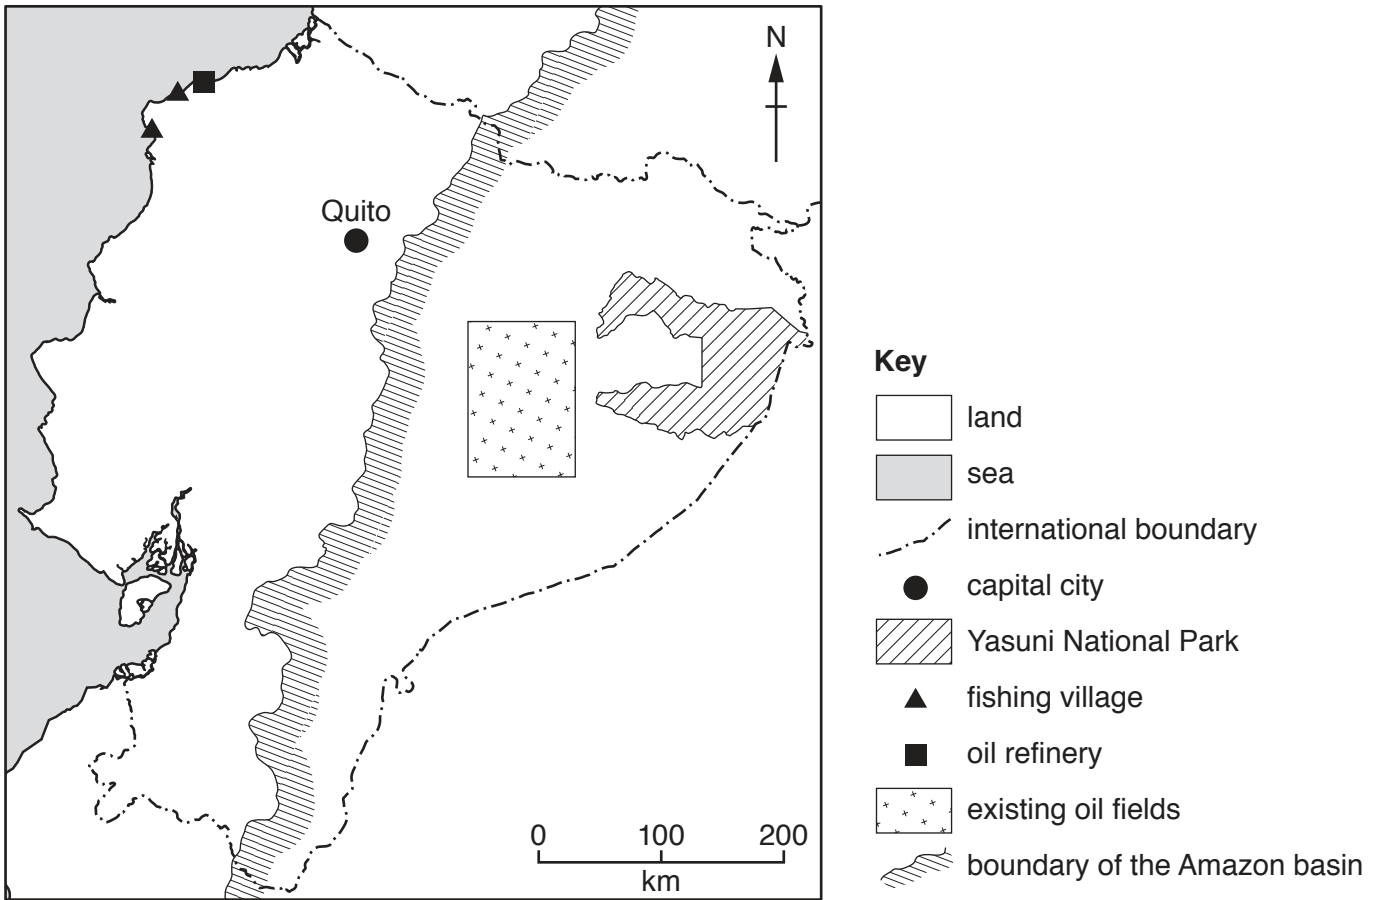 N
Quito
0 100 200
km
Key
land
sea
international boundary
capital city
Yasuni National Park
fishing village
oil refinery
existing oil fields
boundary of the Amazon basin